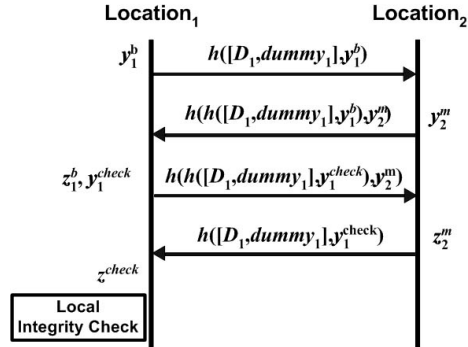 Location₁ Location₂
y₁ᵇ h([D₁,dummy₁],y₁ᵇ)
h(h([D₁,dummy₁],y₁ᵇ),y₂ᵐ) y₂ᵐ
z₁ᵇ, y₁ᶜʰᵉᶜᵏ h(h([D₁,dummy₁],y₁ᶜʰᵉᶜᵏ),y₂ᵐ)
h([D₁,dummy₁],y₁ᶜʰᵉᶜᵏ) z₂ᵐ
zᶜʰᵉᶜᵏ
Local
Integrity Check